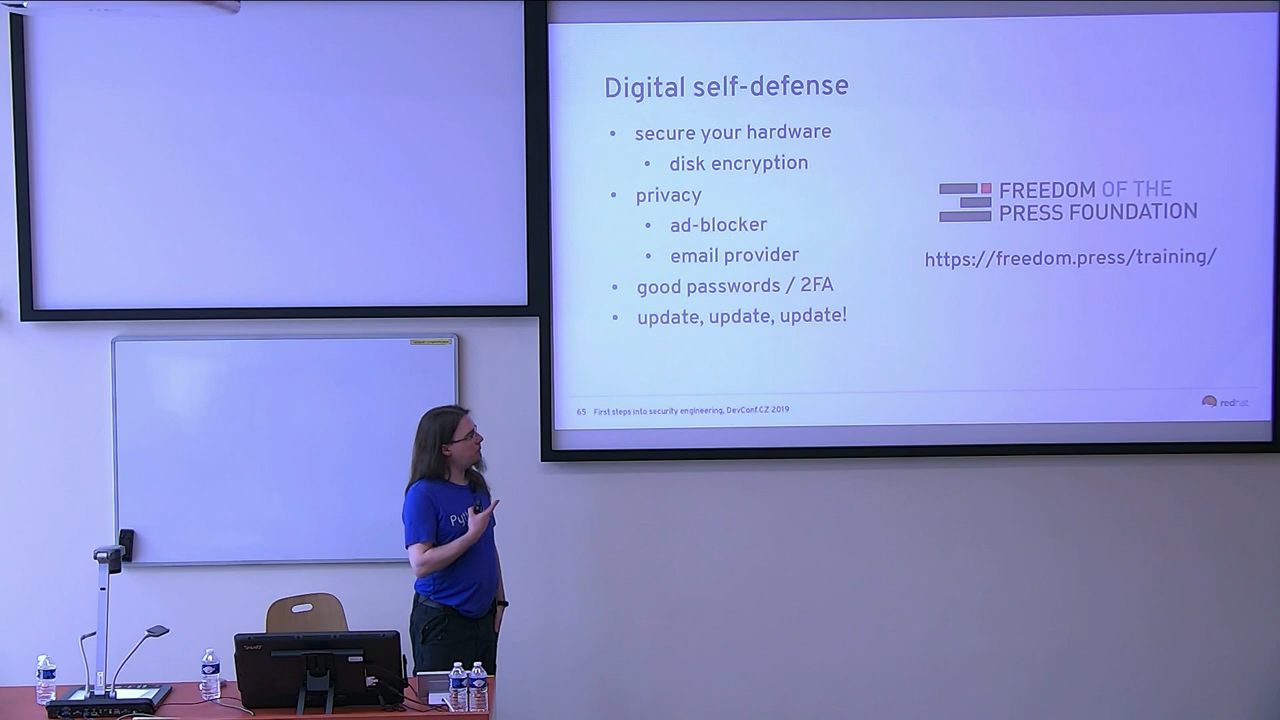 Digital self-defense
• secure your hardware
• disk encryption
• privacy
• ad-blocker
• email provider
• good passwords / 2FA
• update, update, update!
FREEDOM OF THE
PRESS FOUNDATION
https://freedom.press/training/
65 First steps into security engineering, DevConf.CZ 2019
redhat